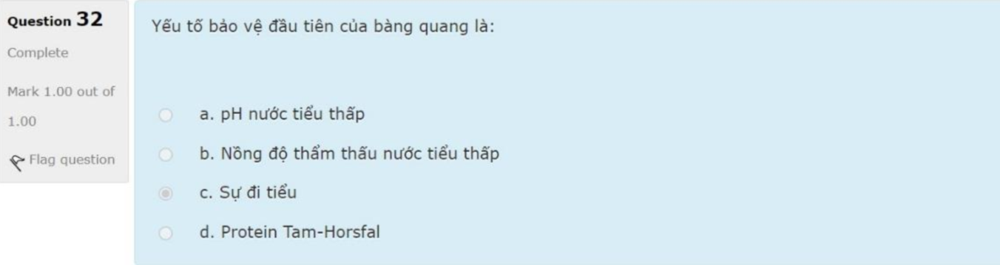 Question 32
Complete
Mark 1.00 out of
1.00
Flag question
Yếu tố bảo vệ đầu tiên của bàng quang là:
a. pH nước tiểu thấp
b. Nồng độ thẩm thấu nước tiểu thấp
c. Sự đi tiểu
d. Protein Tam-Horsfal